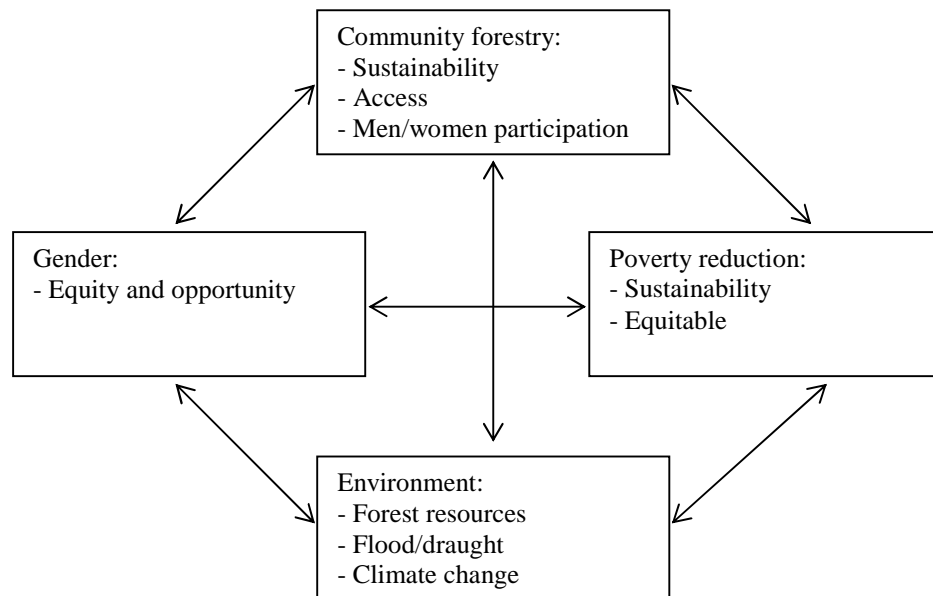 Community forestry:
- Sustainability
- Access
- Men/women participation
Gender:
- Equity and opportunity
Poverty reduction:
- Sustainability
- Equitable
Environment:
- Forest resources
- Flood/draught
- Climate change